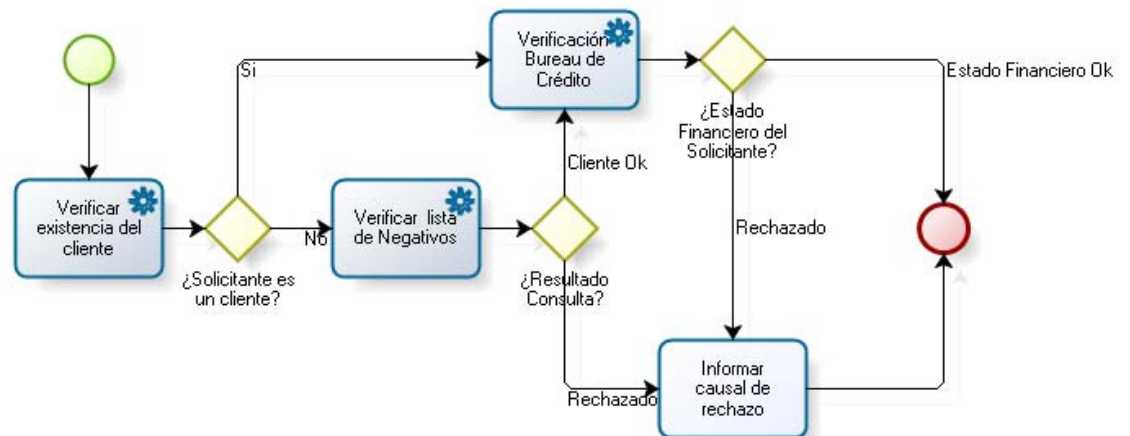 Verificación
Bureau de
Crédito
Si
Estado Financiero Ok
¿Estado
Financiero del
Solicitante?
Cliente Ok
Verificar
existencia del
cliente
No
Verificar lista
de Negativos
Rechazado
¿Solicitante es
un cliente?
¿Resultado
Consulta?
Informar
causal de
rechazo
Rechazado